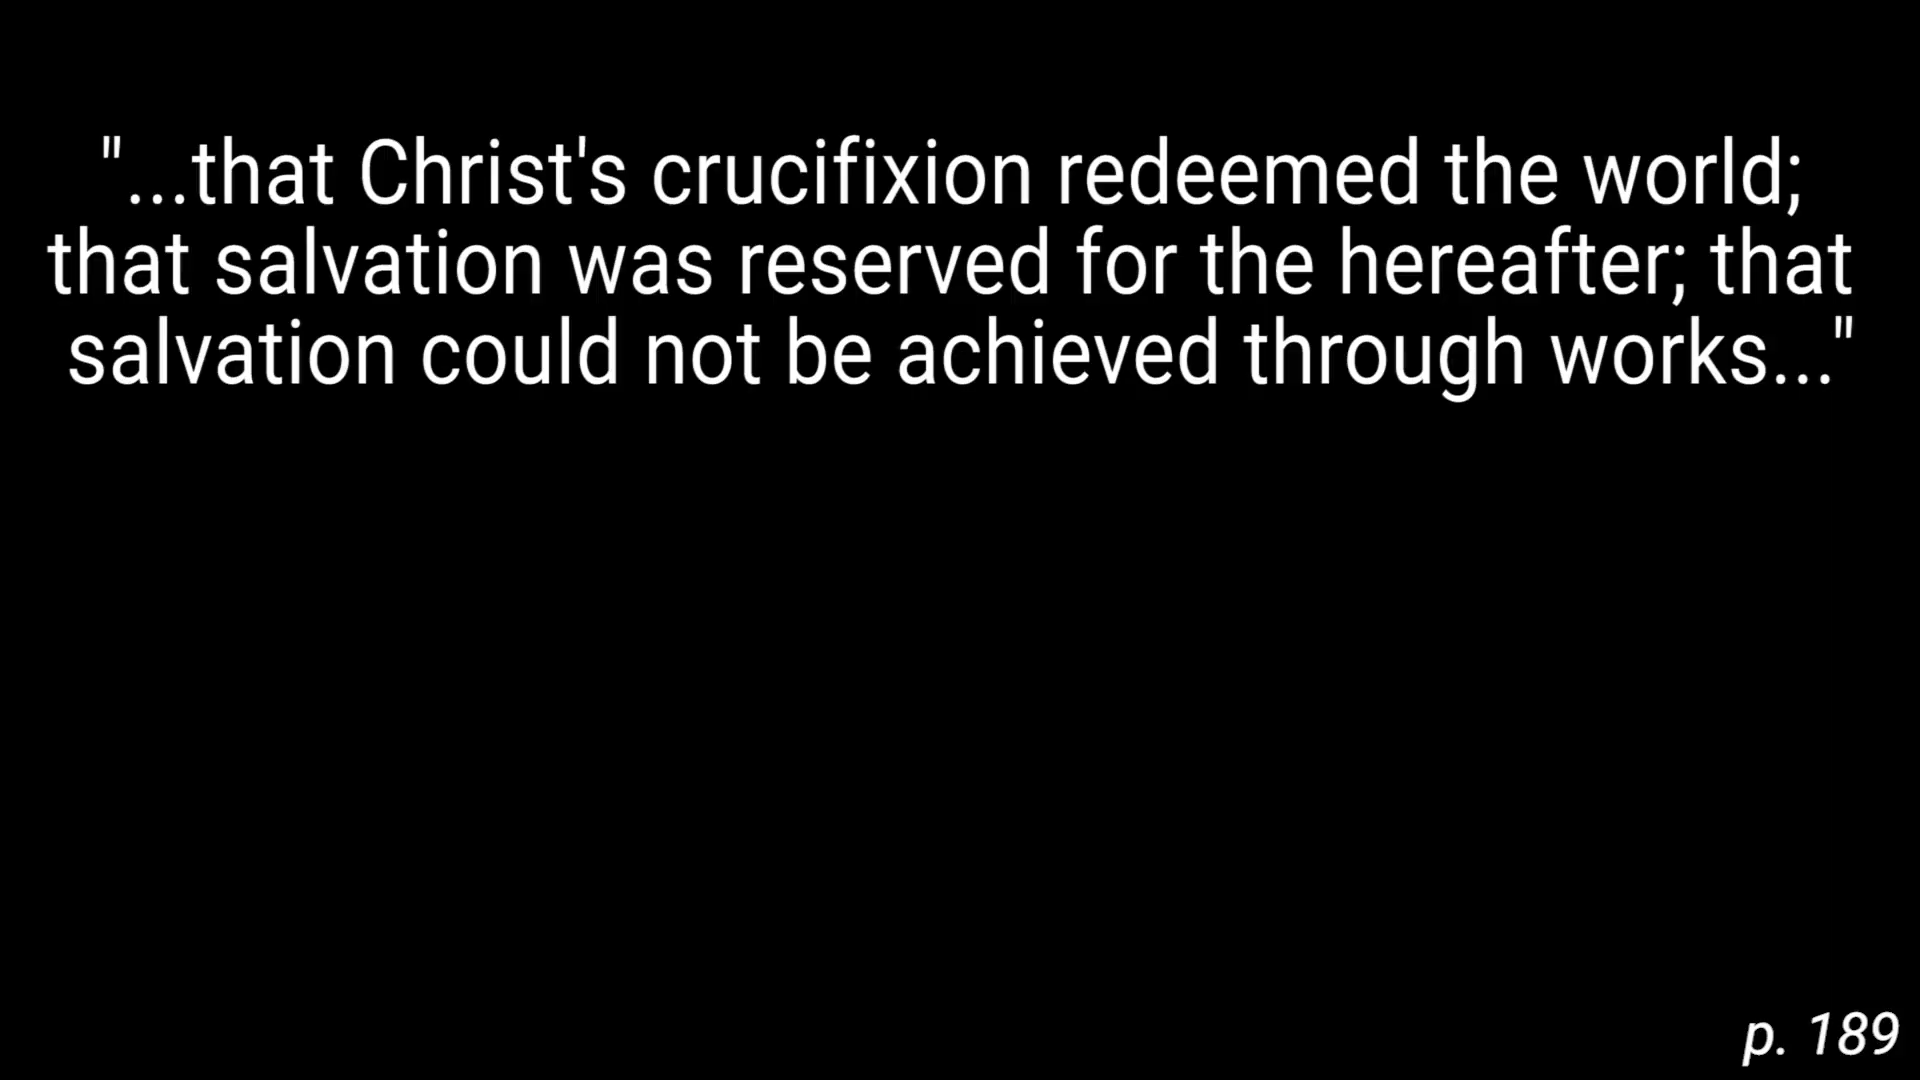 "...that Christ's crucifixion redeemed the world;
that salvation was reserved for the hereafter; that
salvation could not be achieved through works..."
p. 189